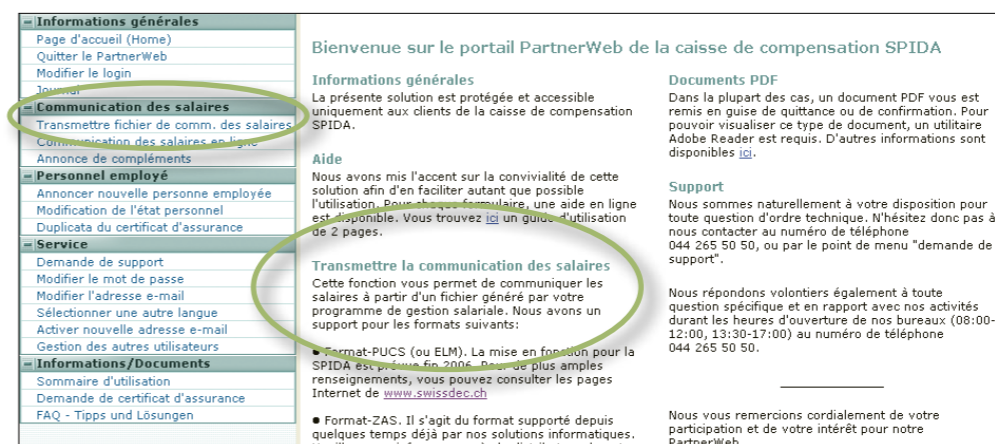 Informations générales
Page d'accueil (Home)
Quitter le PartnerWeb
Modifier le login
Journal
Communication des salaires
Transmettre fichier de comm. des salaires
Communication des salaires en ligne
Annonce de compléments
Personnel employé
Annoncer nouvelle personne employée
Modification de l'état personnel
Duplicata du certificat d'assurance
Service
Demande de support
Modifier le mot de passe
Modifier l'adresse e-mail
Sélectionner une autre langue
Activer nouvelle adresse e-mail
Gestion des autres utilisateurs
Informations/Documents
Sommaire d'utilisation
Demande de certificat d'assurance
FAQ - Tipps und Lösungen
Bienvenue sur le portail PartnerWeb de la caisse de compensation SPIDA
Informations générales
La présente solution est protégée et accessible
uniquement aux clients de la caisse de compensation
SPIDA.
Aide
Nous avons mis l'accent sur la convivialité de cette
solution afin d'en faciliter autant que possible
l'utilisation. Pour chaque formulaire, une aide en ligne
est disponible. Vous trouvez ici un guide d'utilisation
de 2 pages.
Transmettre la communication des salaires
Cette fonction vous permet de communiquer les
salaires à partir d'un fichier généré par votre
programme de gestion salariale. Nous avons un
support pour les formats suivants:
● Format-PUCS (ou ELM). La mise en fonction pour la
SPIDA est prévue fin 2006. Pour de plus amples
renseignements, vous pouvez consulter les pages
Internet de www.swissdec.ch
● Format-ZAS. Il s'agit du format supporté depuis
quelques temps déjà par nos solutions informatiques.
Documents PDF
Dans la plupart des cas, un document PDF vous est
remis en guise de quittance ou de confirmation. Pour
pouvoir visualiser ce type de document, un utilitaire
Adobe Reader est requis. D'autres informations sont
disponibles ici.
Support
Nous sommes naturellement à votre disposition pour
toute question d'ordre technique. N'hésitez donc pas à
nous contacter au numéro de téléphone
044 265 50 50, ou par le point de menu "demande de
support".
Nous répondons volontiers également à toute
question spécifique et en rapport avec nos activités
durant les heures d'ouverture de nos bureaux (08:00-
12:00, 13:30-17:00) au numéro de téléphone
044 265 50 50.
Nous vous remercions cordialement de votre
participation et de votre intérêt pour notre
PartnerWeb